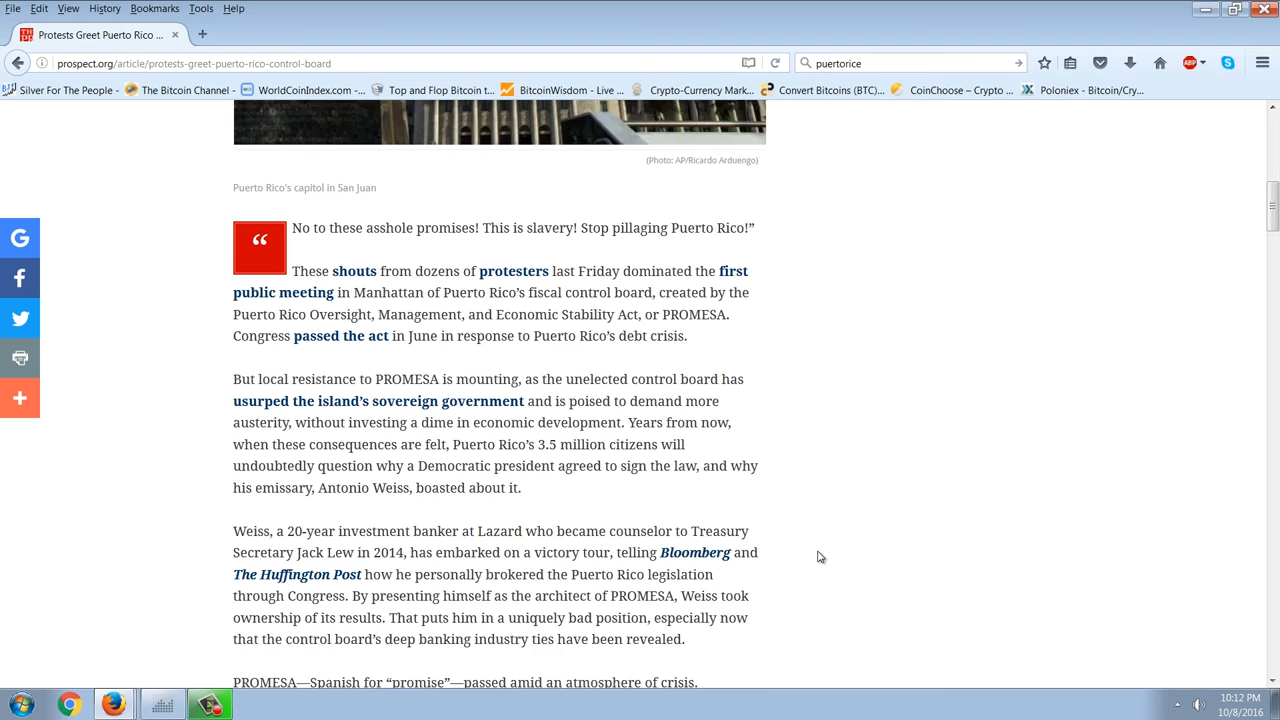 File Edit View History Bookmarks Tools Help
Protests Greet Puerto Rico ...
prospect.org/article/protests-greet-puerto-rico-control-board
puertorice
ABP
Silver For The People - The Bitcoin Channel - WorldCoinIndex.com -... Top and Flop Bitcoin t... BitcoinWisdom - Live ... Crypto-Currency Mark... Convert Bitcoins (BTC)... CoinChoose – Crypto ... Poloniex - Bitcoin/Cry...
(Photo: AP/Ricardo Arduengo)
Puerto Rico's capitol in San Juan
“ No to these asshole promises! This is slavery! Stop pillaging Puerto Rico!”
These shouts from dozens of protesters last Friday dominated the first
public meeting in Manhattan of Puerto Rico’s fiscal control board, created by the
Puerto Rico Oversight, Management, and Economic Stability Act, or PROMESA.
Congress passed the act in June in response to Puerto Rico’s debt crisis.
But local resistance to PROMESA is mounting, as the unelected control board has
usurped the island’s sovereign government and is poised to demand more
austerity, without investing a dime in economic development. Years from now,
when these consequences are felt, Puerto Rico’s 3.5 million citizens will
undoubtedly question why a Democratic president agreed to sign the law, and why
his emissary, Antonio Weiss, boasted about it.
Weiss, a 20-year investment banker at Lazard who became counselor to Treasury
Secretary Jack Lew in 2014, has embarked on a victory tour, telling Bloomberg and
The Huffington Post how he personally brokered the Puerto Rico legislation
through Congress. By presenting himself as the architect of PROMESA, Weiss took
ownership of its results. That puts him in a uniquely bad position, especially now
that the control board’s deep banking industry ties have been revealed.
PROMESA—Spanish for “promise”—passed amid an atmosphere of crisis.
10:12 PM
10/8/2016